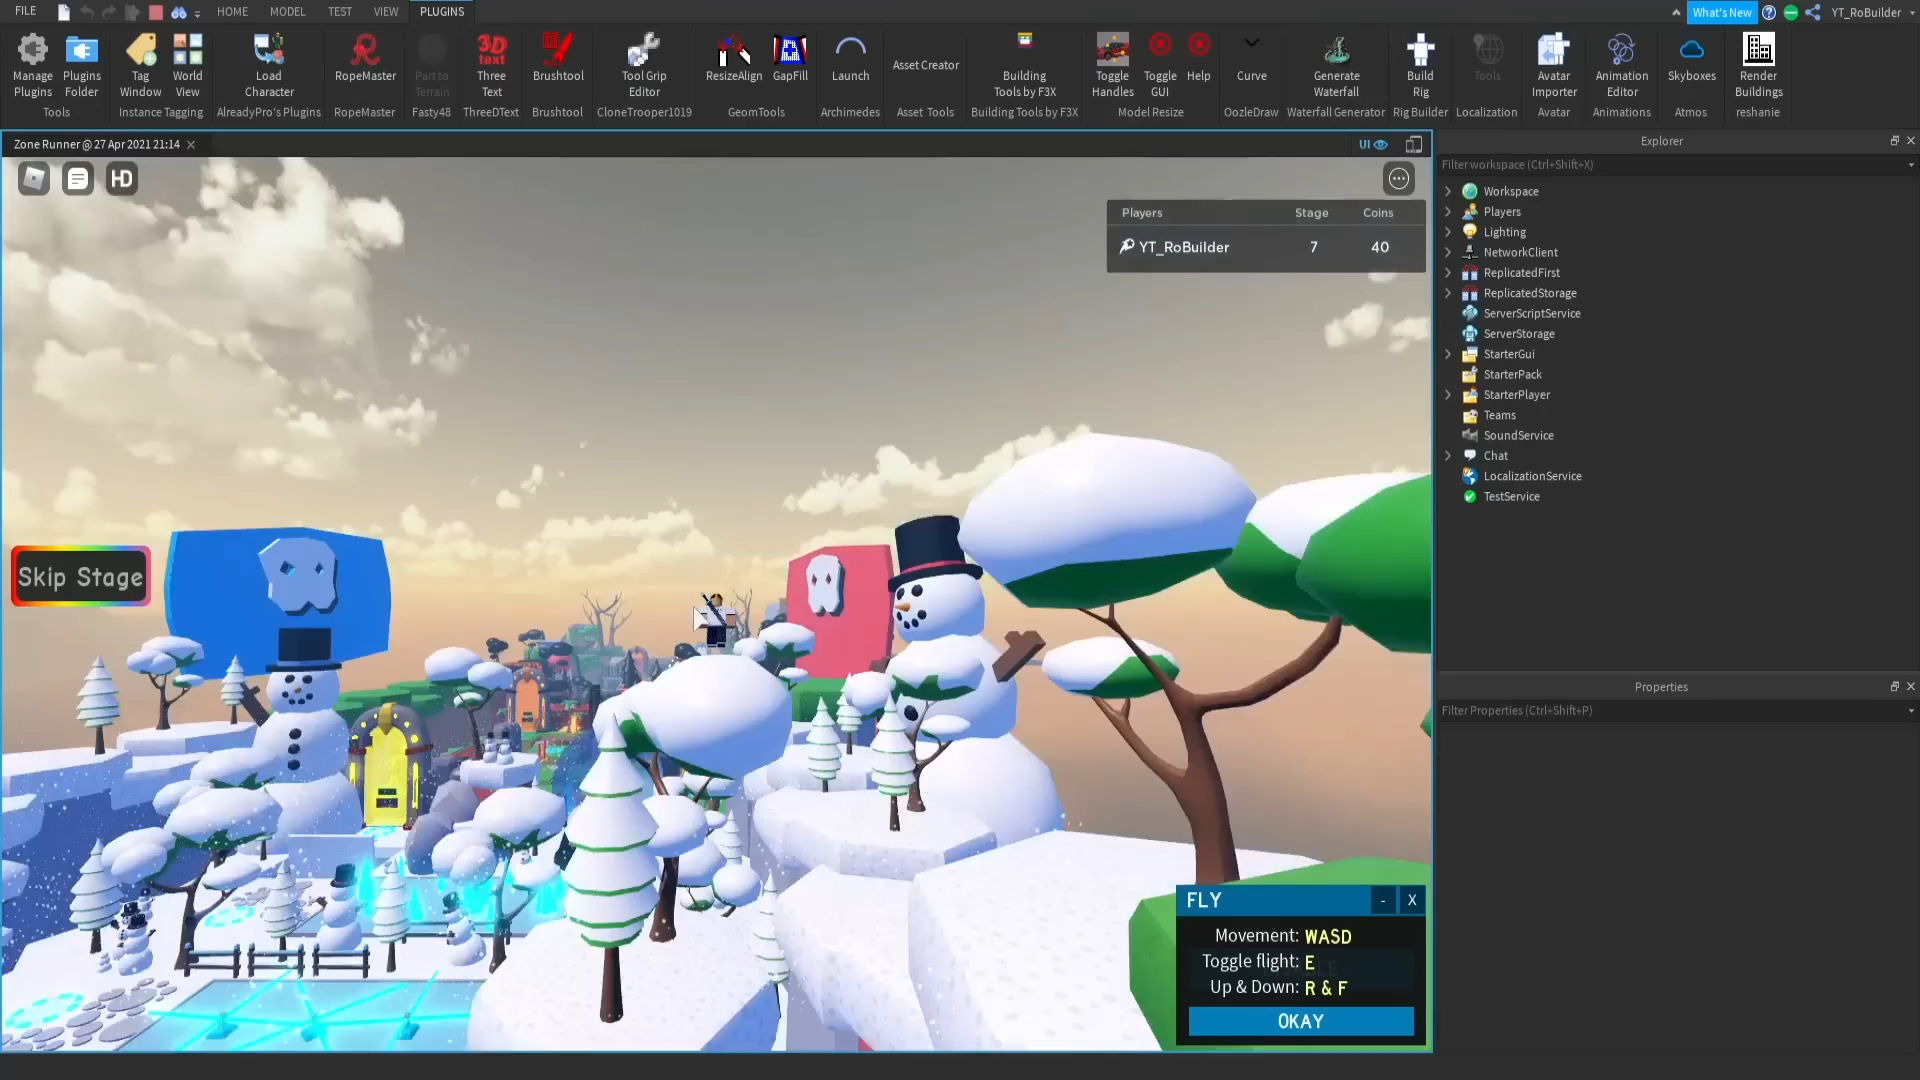 FILE
HOME
MODEL
TEST
VIEW
PLUGINS
What's New
YT_RoBuilder
Manage Plugins
Plugins Folder
Tools
Tag Window
World View
Instance Tagging
Load Character
AlreadyPro's Plugins
RopeMaster
RopeMaster
Part to Terrain
Fasty48
3D text
Three Text
ThreeDText
Brushtool
Brushtool
Tool Grip Editor
CloneTrooper1019
ResizeAlign
GapFill
GeomTools
Launch
Archimedes
Asset Creator
Asset Tools
Building Tools by F3X
Building Tools by F3X
Toggle Handles
Toggle GUI
Help
Model Resize
Curve
OozleDraw
Generate Waterfall
Waterfall Generator
Build Rig
Rig Builder
Tools
Localization
Avatar Importer
Avatar
Animation Editor
Animations
Skyboxes
Atmos
Render Buildings
reshanie
Zone Runner @ 27 Apr 2021 21:14
UI
HD
Players Stage Coins
YT_RoBuilder 7 40
Skip Stage
FLY - X
Movement: WASD
Toggle flight: E
Up & Down: R & F
OKAY
Explorer
Filter workspace (Ctrl+Shift+X)
Workspace
Players
Lighting
NetworkClient
ReplicatedFirst
ReplicatedStorage
ServerScriptService
ServerStorage
StarterGui
StarterPack
StarterPlayer
Teams
SoundService
Chat
LocalizationService
TestService
Properties
Filter Properties (Ctrl+Shift+P)